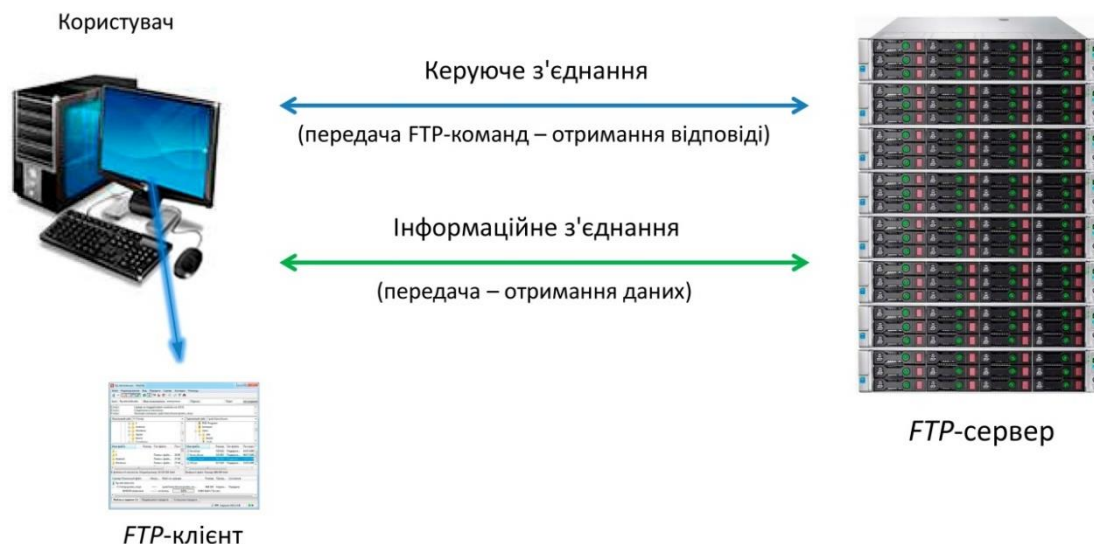 Користувач
Керуюче з'єднання
(передача FTP-команд – отримання відповіді)
Інформаційне з'єднання
(передача – отримання даних)
FTP-сервер
FTP-клієнт